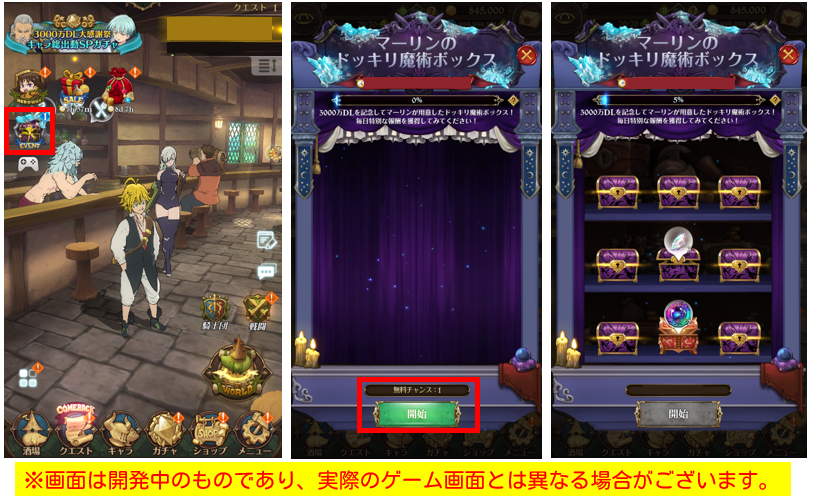 クエスト 1
3000万DL大感謝祭
キャラ総出動SPガチャ
SALE
8d 7h
EVENT
騎士団
戦闘
WORLD
COMEBACK
酒場
クエスト
キャラ
ガチャ
SHOP
ショップ
メニュー
マーリンの
ドッキリ魔術ボックス
0%
3000万DLを記念してマーリンが用意したドッキリ魔術ボックス！
毎日特別な報酬を獲得してみてください！
無料チャンス：1
開始
845,000
マーリンの
ドッキリ魔術ボックス
5%
3000万DLを記念してマーリンが用意したドッキリ魔術ボックス！
毎日特別な報酬を獲得してみてください！
開始
※画面は開発中のものであり、実際のゲーム画面とは異なる場合がございます。